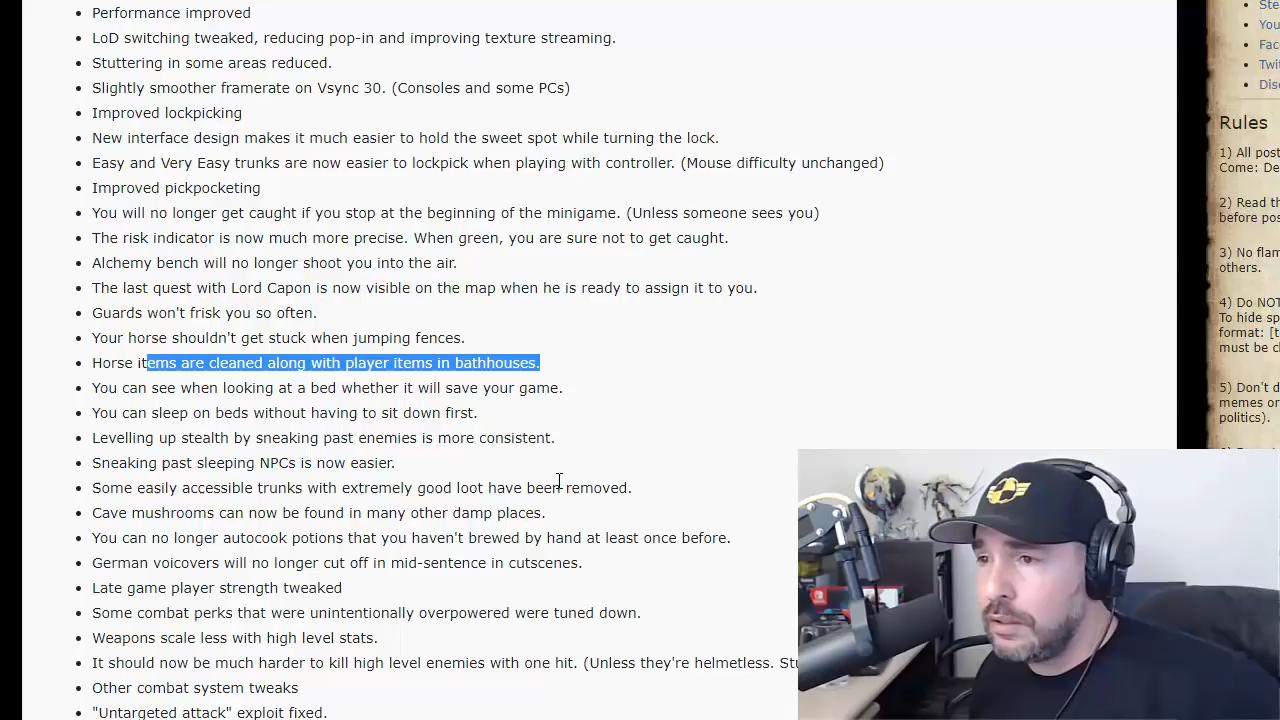 Performance improved
LoD switching tweaked, reducing pop-in and improving texture streaming.
Stuttering in some areas reduced.
Slightly smoother framerate on Vsync 30. (Consoles and some PCs)
Improved lockpicking
New interface design makes it much easier to hold the sweet spot while turning the lock.
Easy and Very Easy trunks are now easier to lockpick when playing with controller. (Mouse difficulty unchanged)
Improved pickpocketing
You will no longer get caught if you stop at the beginning of the minigame. (Unless someone sees you)
The risk indicator is now much more precise. When green, you are sure not to get caught.
Alchemy bench will no longer shoot you into the air.
The last quest with Lord Capon is now visible on the map when he is ready to assign it to you.
Guards won't frisk you so often.
Your horse shouldn't get stuck when jumping fences.
Horse items are cleaned along with player items in bathhouses.
You can see when looking at a bed whether it will save your game.
You can sleep on beds without having to sit down first.
Levelling up stealth by sneaking past enemies is more consistent.
Sneaking past sleeping NPCs is now easier.
Some easily accessible trunks with extremely good loot have been removed.
Cave mushrooms can now be found in many other damp places.
You can no longer autocook potions that you haven't brewed by hand at least once before.
German voicovers will no longer cut off in mid-sentence in cutscenes.
Late game player strength tweaked
Some combat perks that were unintentionally overpowered were tuned down.
Weapons scale less with high level stats.
It should now be much harder to kill high level enemies with one hit. (Unless they're helmetless. Stu
Other combat system tweaks
"Untargeted attack" exploit fixed.
Ste
You
Fac
Twi
Dis
Rules
1) All post
Come: De
2) Read th
before pos
3) No flam
others.
4) Do NOT
To hide sp
format: [t
must be cl
5) Don't d
memes or
politics).